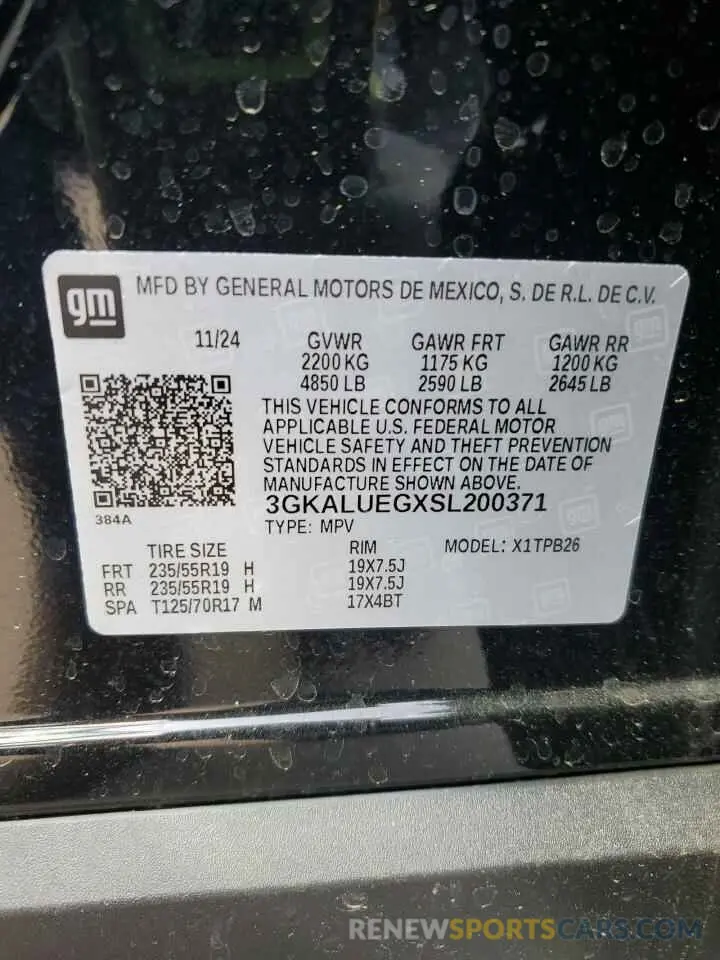 gm MFD BY GENERAL MOTORS DE MEXICO, S. DE R.L. DE C.V.
11/24 GVWR GAWR FRT GAWR RR
2200 KG 1175 KG 1200 KG
4850 LB 2590 LB 2645 LB
THIS VEHICLE CONFORMS TO ALL
APPLICABLE U.S. FEDERAL MOTOR
VEHICLE SAFETY AND THEFT PREVENTION
STANDARDS IN EFFECT ON THE DATE OF
MANUFACTURE SHOWN ABOVE.
3GKALUEGXSL200371
384A
TYPE: MPV
TIRE SIZE RIM MODEL: X1TPB26
FRT 235/55R19 H 19X7.5J
RR 235/55R19 H 19X7.5J
SPA T125/70R17 M 17X4BT
RENEWSPORTSCARS.COM